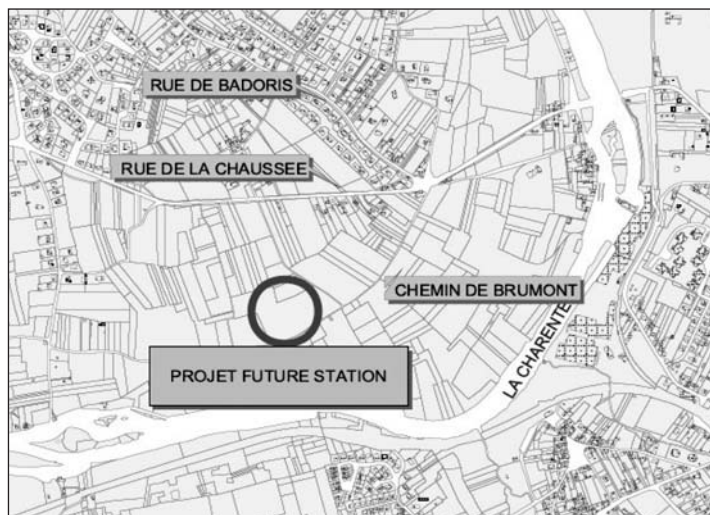 RUE DE BADORIS
RUE DE LA CHAUSSEE
CHEMIN DE BRUMONT
LA CHARENTE
PROJET FUTURE STATION